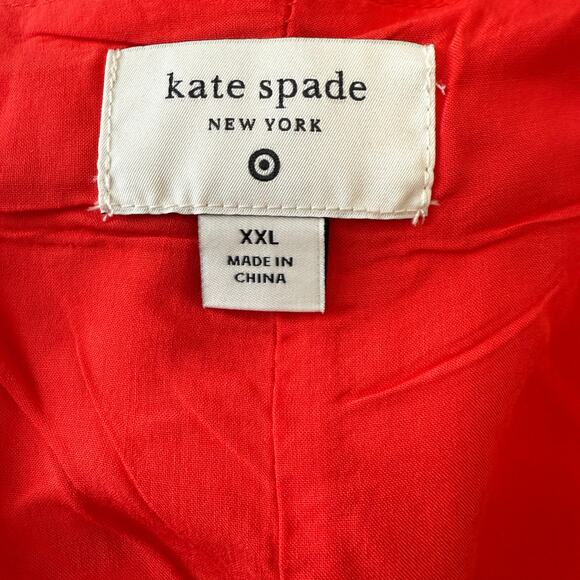 kate spade
NEW YORK
XXL
MADE IN
CHINA